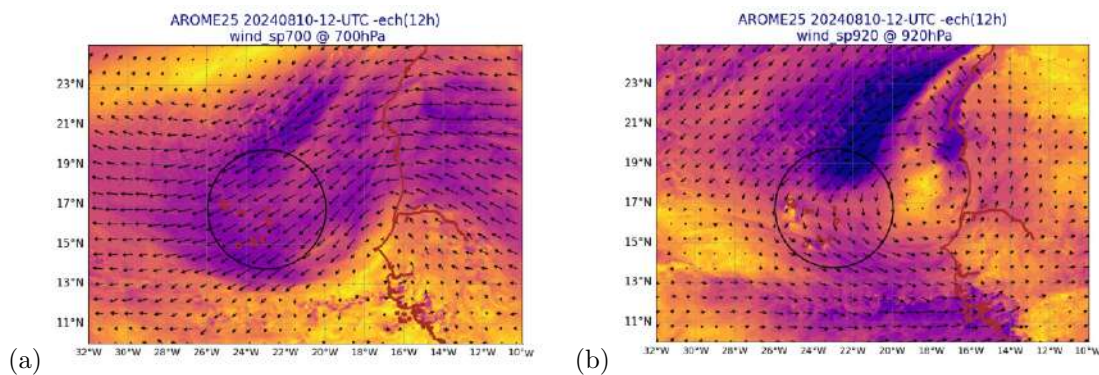 AROME25 20240810-12-UTC -ech(12h)
wind_sp700 @ 700hPa
23°N
21°N
19°N
17°N
15°N
13°N
11°N
32°W 30°W 28°W 26°W 24°W 22°W 20°W 18°W 16°W 14°W 12°W 10°W
(a)
AROME25 20240810-12-UTC -ech(12h)
wind_sp920 @ 920hPa
23°N
21°N
19°N
17°N
15°N
13°N
11°N
32°W 30°W 28°W 26°W 24°W 22°W 20°W 18°W 16°W 14°W 12°W 10°W
(b)